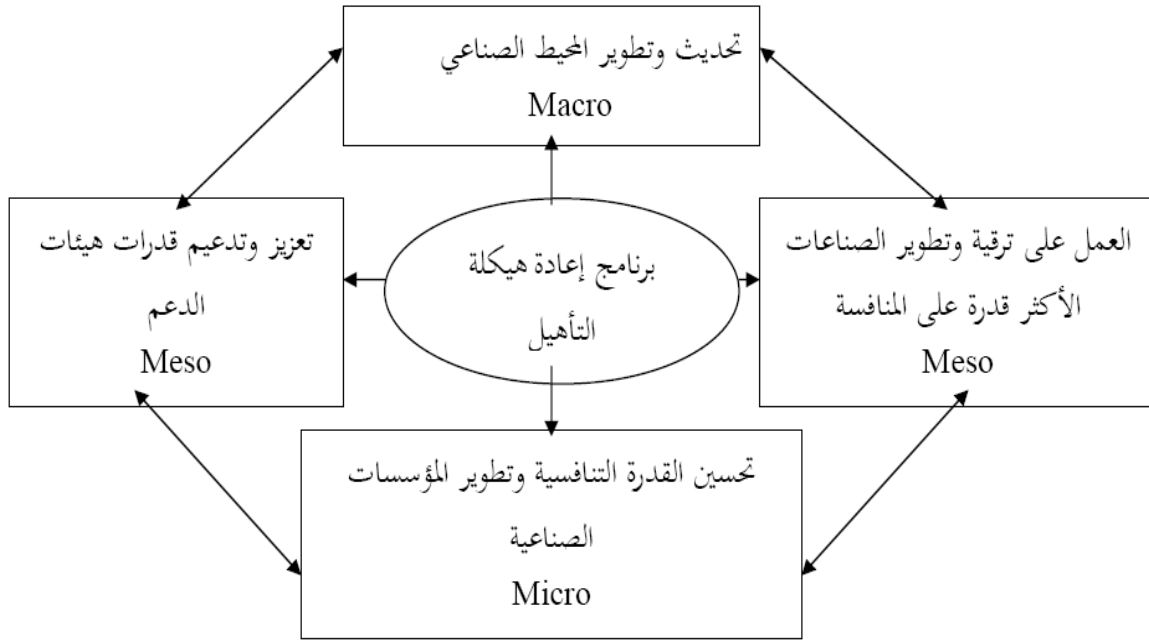 تحديث وتطوير المحيط الصناعي
Macro
العمل على ترقية وتطوير الصناعات
الأكثر قدرة على المنافسة
Meso
برنامج إعادة هيكلة
التأهيل
تعزيز وتدعيم قدرات هيئات
الدعم
Meso
تحسين القدرة التنافسية وتطوير المؤسسات
الصناعية
Micro